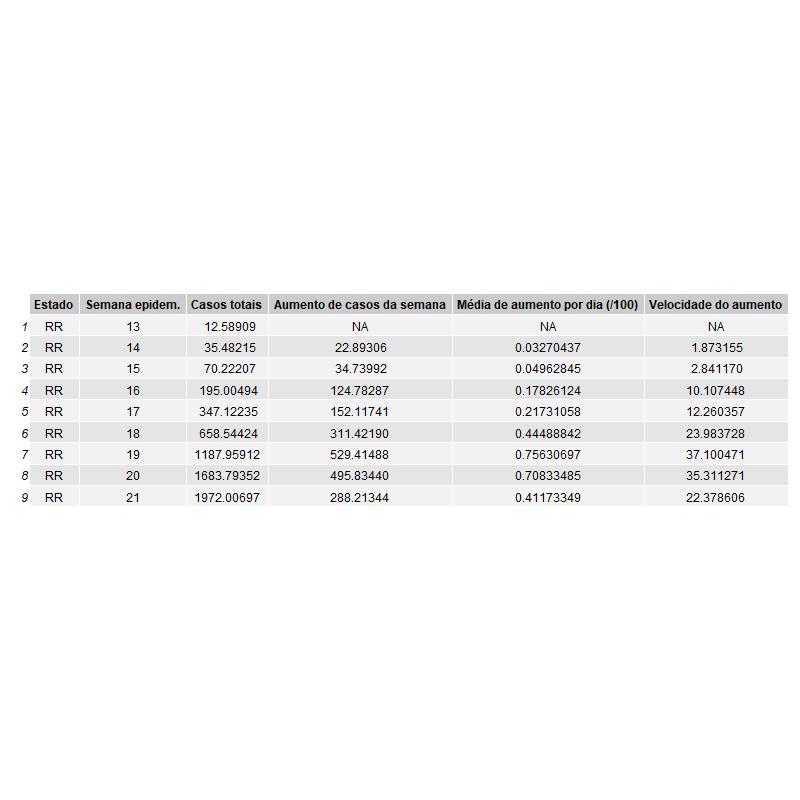 Estado Semana epidem. Casos totais Aumento de casos da semana Média de aumento por dia (/100) Velocidade do aumento
1 RR 13 12.58909 NA NA NA
2 RR 14 35.48215 22.89306 0.03270437 1.873155
3 RR 15 70.22207 34.73992 0.04962845 2.841170
4 RR 16 195.00494 124.78287 0.17826124 10.107448
5 RR 17 347.12235 152.11741 0.21731058 12.260357
6 RR 18 658.54424 311.42190 0.44488842 23.983728
7 RR 19 1187.95912 529.41488 0.75630697 37.100471
8 RR 20 1683.79352 495.83440 0.70833485 35.311271
9 RR 21 1972.00697 288.21344 0.41173349 22.378606